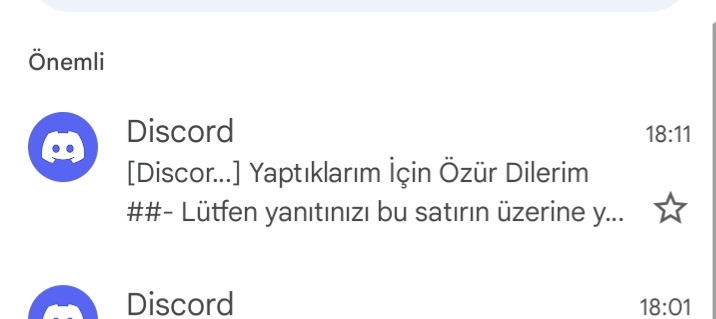 Önemli
Discord
18:11
[Discor...] Yaptıklarım İçin Özür Dilerim
##- Lütfen yanıtınızı bu satırın üzerine y...
Discord
18:01